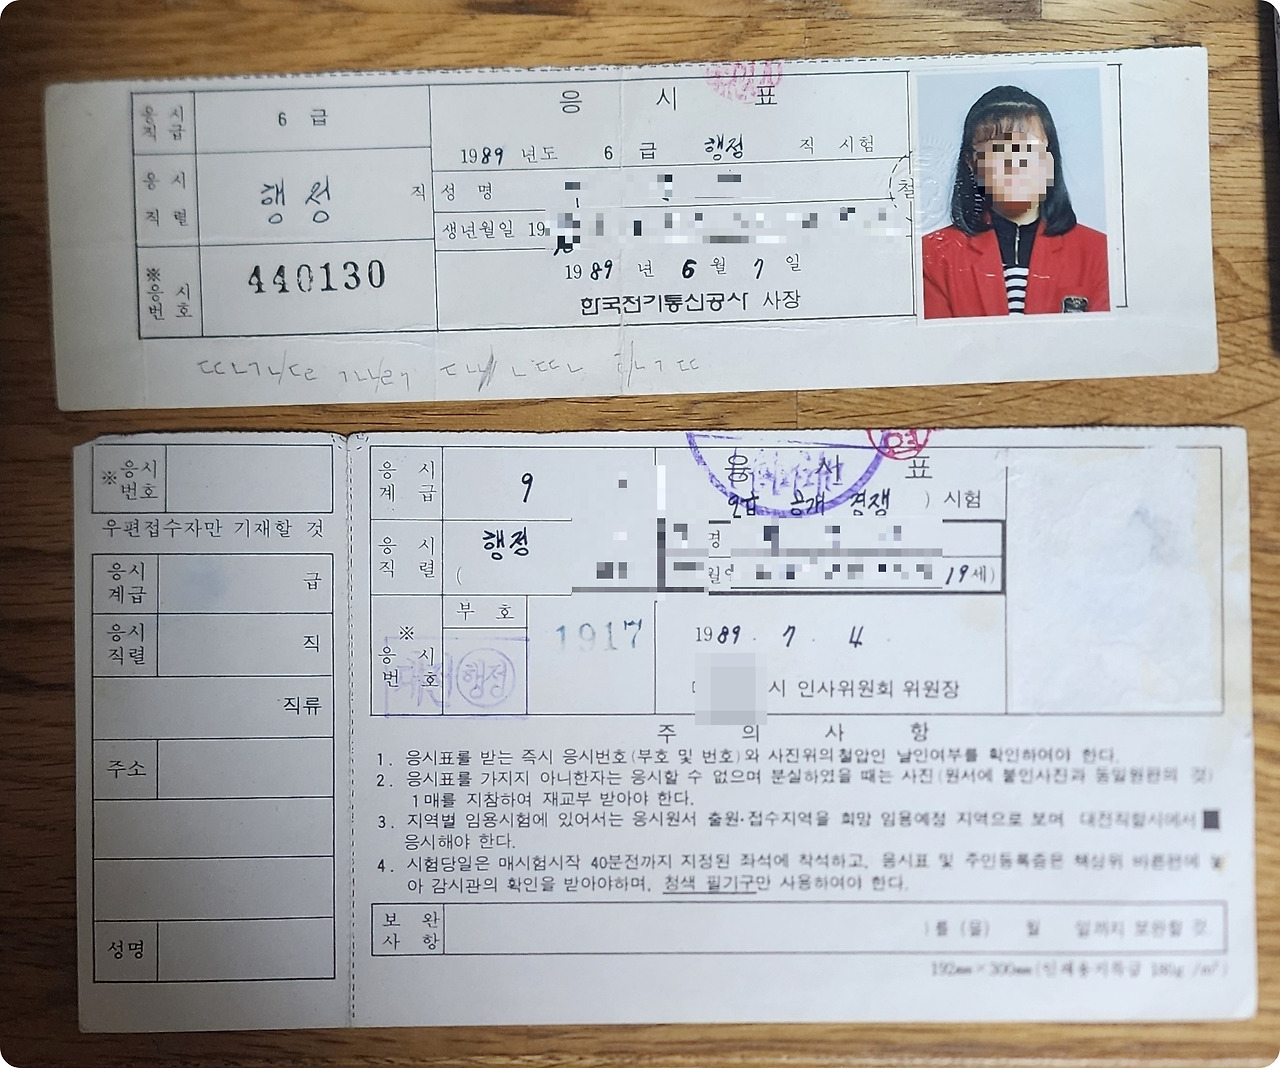 응 시 표
응시직급 6 급
1989 년도 6 급 행정 직 시험
응시직렬 행정 직
성 명
생년월일 19
※응시번호 440130
1989 년 6 월 7 일
한국전기통신공사 사장
철
※응시번호
우편접수자만 기재할 것
응시계급 급
응시직렬 직
직류
주소
성명
응 시 표
응시계급 9
공개 경쟁 ) 시험
응시직렬 행정
(
19세)
※응시번호 부 호 1917
행정
1989 . 7 . 4 .
시 인사위원회 위원장
주 의 사 항
1. 응시표를 받는 즉시 응시번호(부호 및 번호)와 사진위의 철압인 날인여부를 확인하여야 한다.
2. 응시표를 가지지 아니한자는 응시할 수 없으며 분실하였을 때는 사진(원서에 붙인사진과 동일원판의 것)
1매를 지참하여 재교부 받아야 한다.
3. 지역별 임용시험에 있어서는 응시원서 출원·접수지역을 희망 임용예정 지역으로 보며 대전직할시에서
응시해야 한다.
4. 시험당일은 매시험시작 40분전까지 지정된 좌석에 착석하고, 응시표 및 주민등록증은 책상위 바른편에 놓
아 감시관의 확인을 받아야하며, 청색 필기구만 사용하여야 한다.
보완사항 )를 (을) 월 일까지 보완할 것.
192㎜×300㎜(인쇄용지특급 180g/㎡)